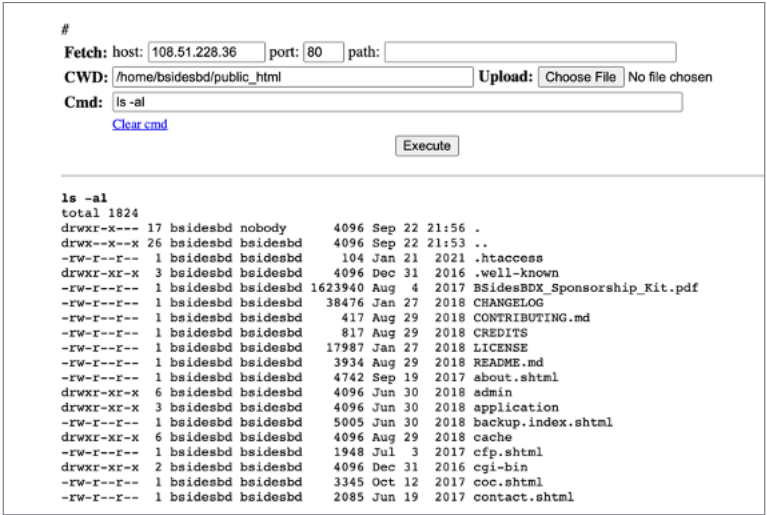 #
Fetch: host: 108.51.228.36 port: 80 path:
CWD: /home/bsidesbd/public_html Upload: Choose File No file chosen
Cmd: ls -al
Clear cmd
Execute
ls -al
total 1824
drwxr-x--- 17 bsidesbd nobody 4096 Sep 22 21:56 .
drwx--x--x 26 bsidesbd bsidesbd 4096 Sep 22 21:53 ..
-rw-r--r-- 1 bsidesbd bsidesbd 104 Jan 21 2021 .htaccess
drwxr-xr-x 3 bsidesbd bsidesbd 4096 Dec 31 2016 .well-known
-rw-r--r-- 1 bsidesbd bsidesbd 1623940 Aug 4 2017 BSidesBDX_Sponsorship_Kit.pdf
-rw-r--r-- 1 bsidesbd bsidesbd 38476 Jan 27 2018 CHANGELOG
-rw-r--r-- 1 bsidesbd bsidesbd 417 Aug 29 2018 CONTRIBUTING.md
-rw-r--r-- 1 bsidesbd bsidesbd 817 Aug 29 2018 CREDITS
-rw-r--r-- 1 bsidesbd bsidesbd 17987 Jan 27 2018 LICENSE
-rw-r--r-- 1 bsidesbd bsidesbd 3934 Aug 29 2018 README.md
-rw-r--r-- 1 bsidesbd bsidesbd 4742 Sep 19 2017 about.shtml
drwxr-xr-x 6 bsidesbd bsidesbd 4096 Jun 30 2018 admin
drwxr-xr-x 3 bsidesbd bsidesbd 4096 Jun 30 2018 application
-rw-r--r-- 1 bsidesbd bsidesbd 5005 Jun 30 2018 backup.index.shtml
drwxr-xr-x 6 bsidesbd bsidesbd 4096 Aug 29 2018 cache
-rw-r--r-- 1 bsidesbd bsidesbd 1948 Jul 3 2017 cfp.shtml
drwxr-xr-x 2 bsidesbd bsidesbd 4096 Dec 31 2016 cgi-bin
-rw-r--r-- 1 bsidesbd bsidesbd 3345 Oct 12 2017 coc.shtml
-rw-r--r-- 1 bsidesbd bsidesbd 2085 Jun 19 2017 contact.shtml